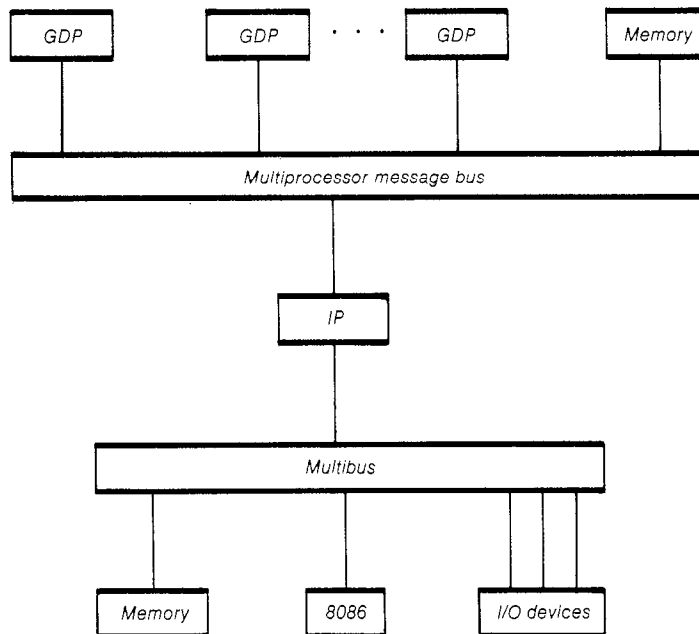 GDP GDP . . . GDP Memory
Multiprocessor message bus
IP
Multibus
Memory 8086 I/O devices